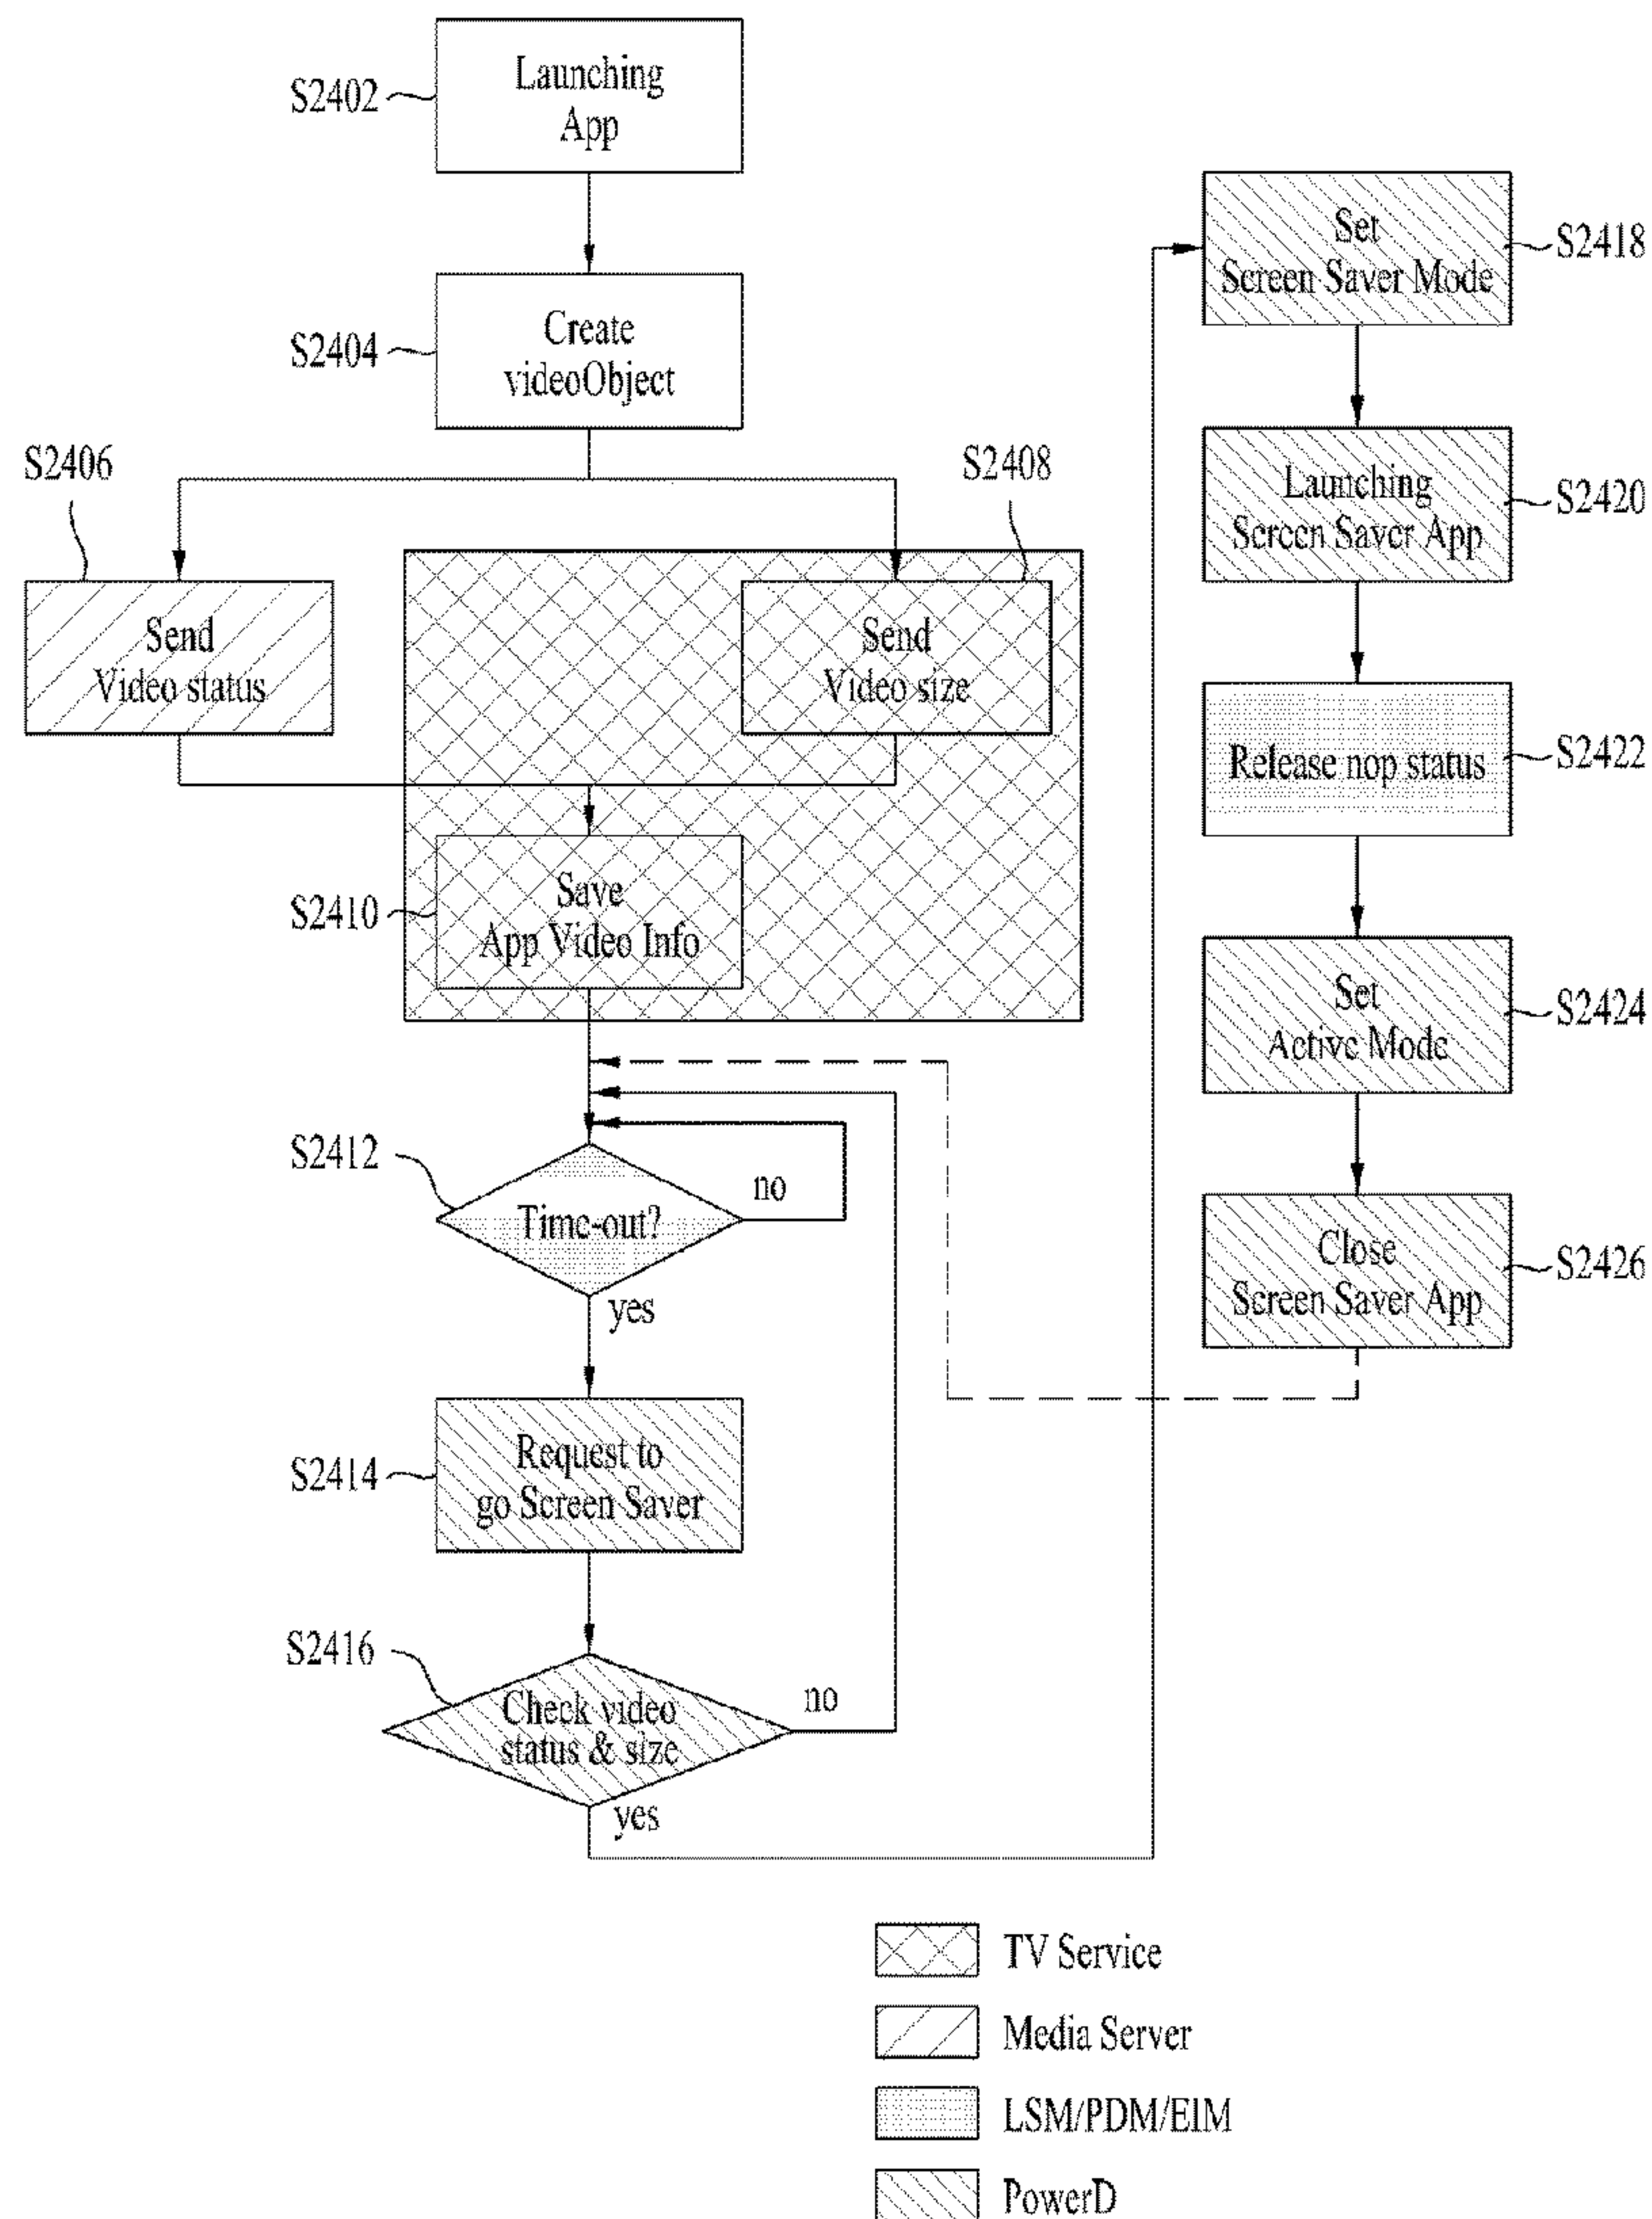 S2402
Launching
App
S2404
Create
videoObject
S2406
Send
Video status
S2408
Send
Video size
S2410
Save
App Video Info
S2412
Time-out?
no
yes
S2414
Request to
go Screen Saver
S2416
Check video
status & size
no
yes
Set
Screen Saver Mode
S2418
Launching
Screen Saver App
S2420
Release nop status
S2422
Set
Active Mode
S2424
Close
Screen Saver App
S2426
TV Service
Media Server
LSM/PDM/EIM
PowerD